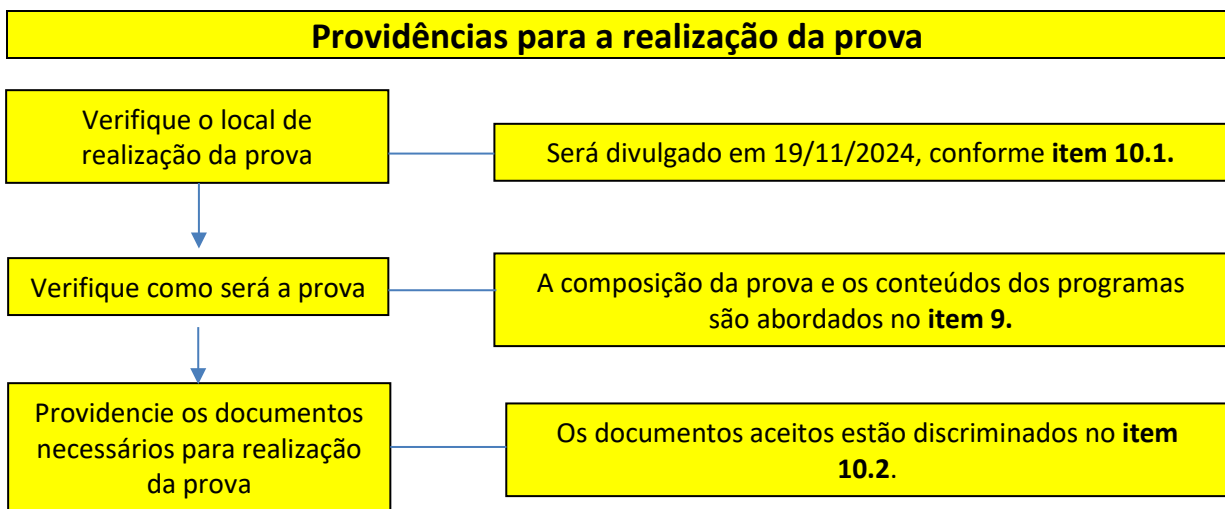 Providências para a realização da prova
Verifique o local de
realização da prova
Será divulgado em 19/11/2024, conforme item 10.1.
Verifique como será a prova
A composição da prova e os conteúdos dos programas
são abordados no item 9.
Providencie os documentos
necessários para realização
da prova
Os documentos aceitos estão discriminados no item
10.2.